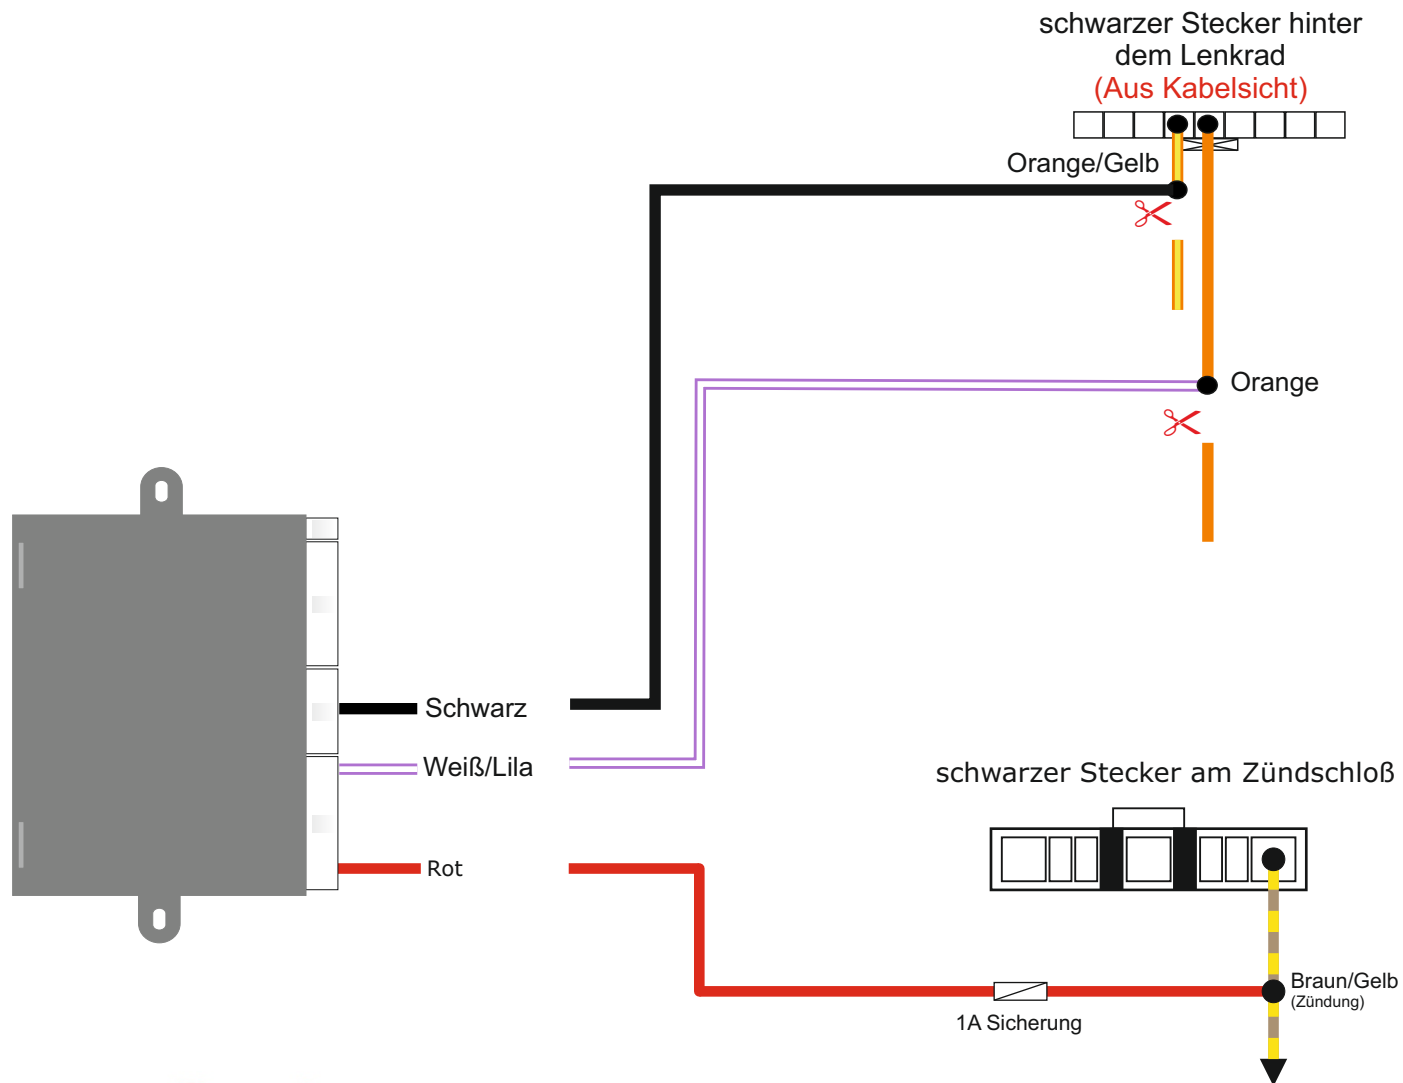 schwarzer Stecker hinter
dem Lenkrad
(Aus Kabelsicht)
Orange/Gelb
Orange
Schwarz
Weiß/Lila
schwarzer Stecker am Zündschloß
Rot
Braun/Gelb
(Zündung)
1A Sicherung